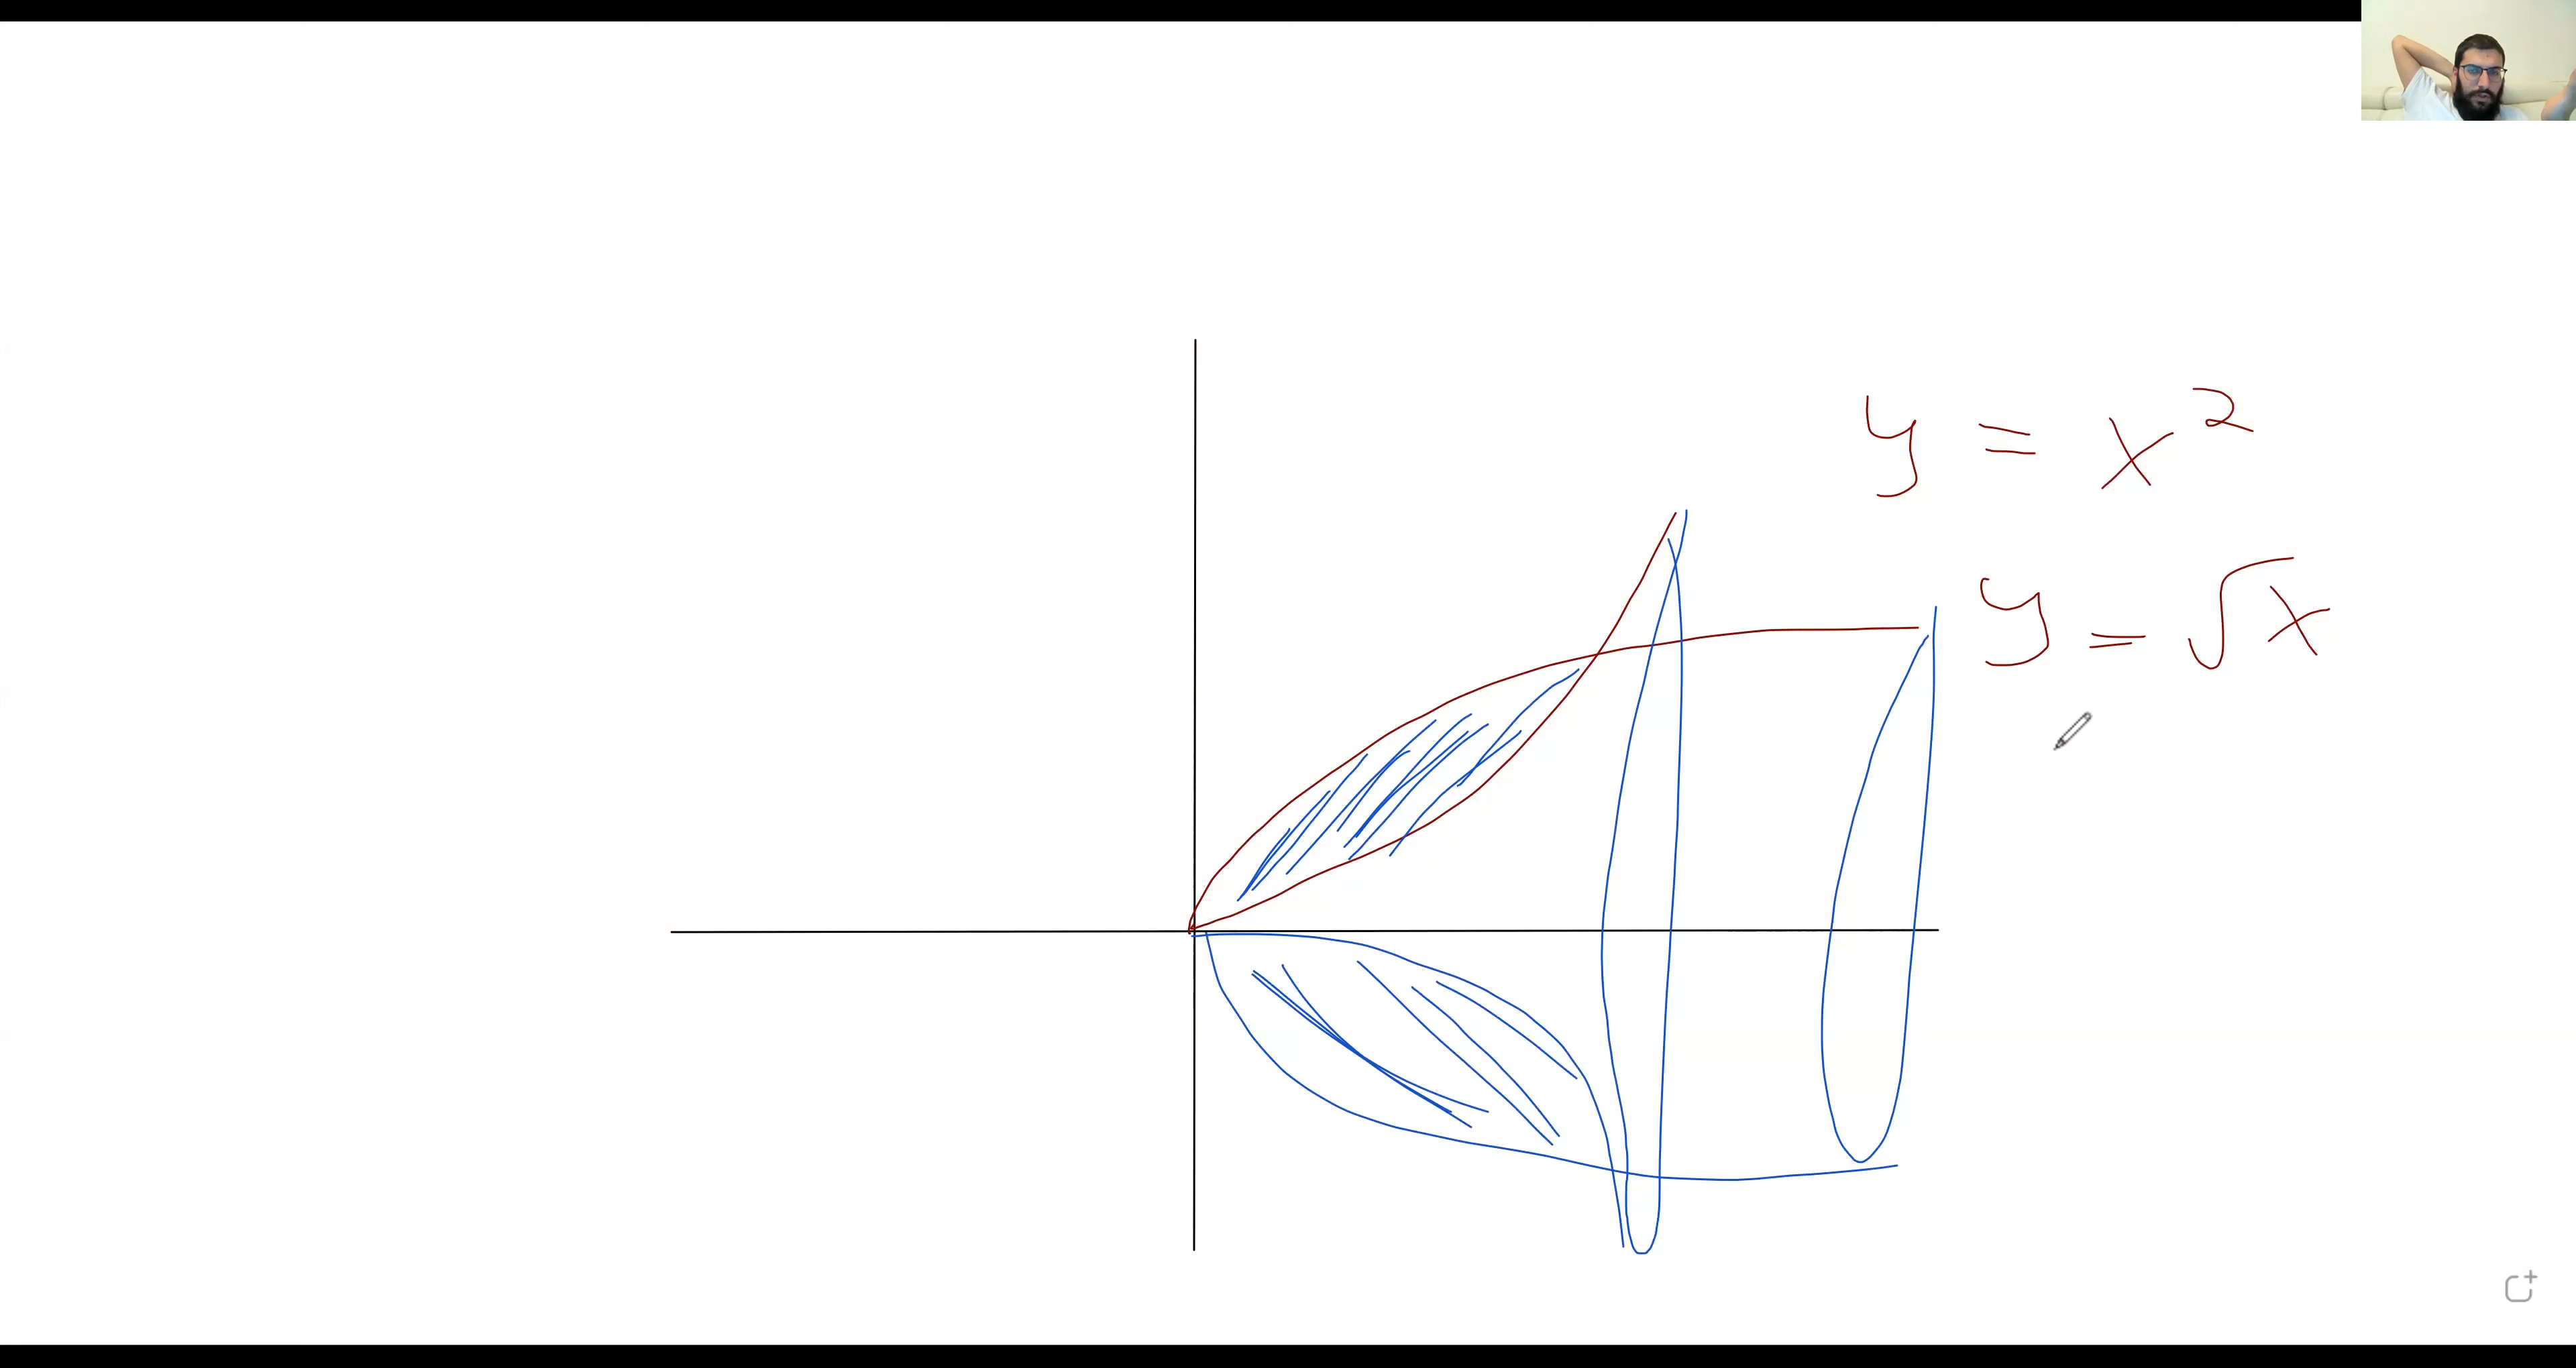 y = x²
y = √x